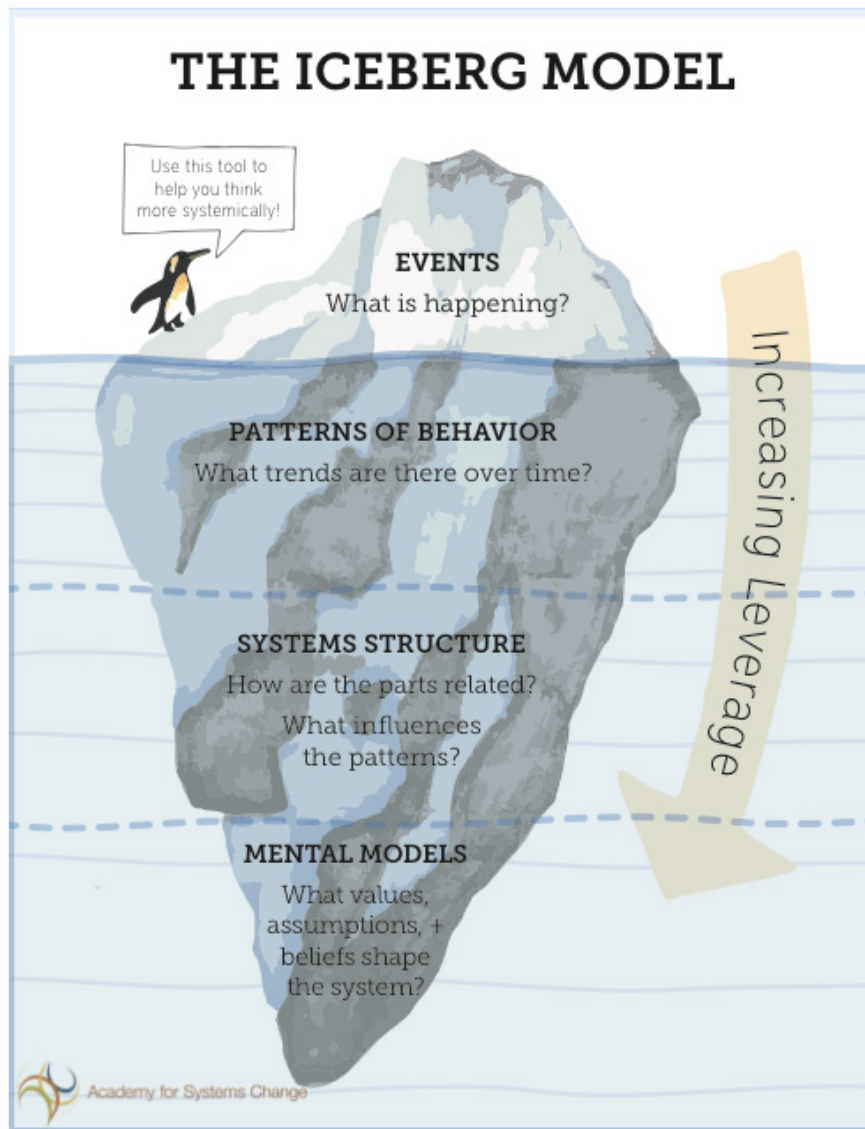 THE ICEBERG MODEL
Use this tool to
help you think
more systemically!
EVENTS
What is happening?
PATTERNS OF BEHAVIOR
What trends are there over time?
SYSTEMS STRUCTURE
How are the parts related?
What influences
the patterns?
MENTAL MODELS
What values,
assumptions, +
beliefs shape
the system?
Increasing Leverage
Academy for Systems Change